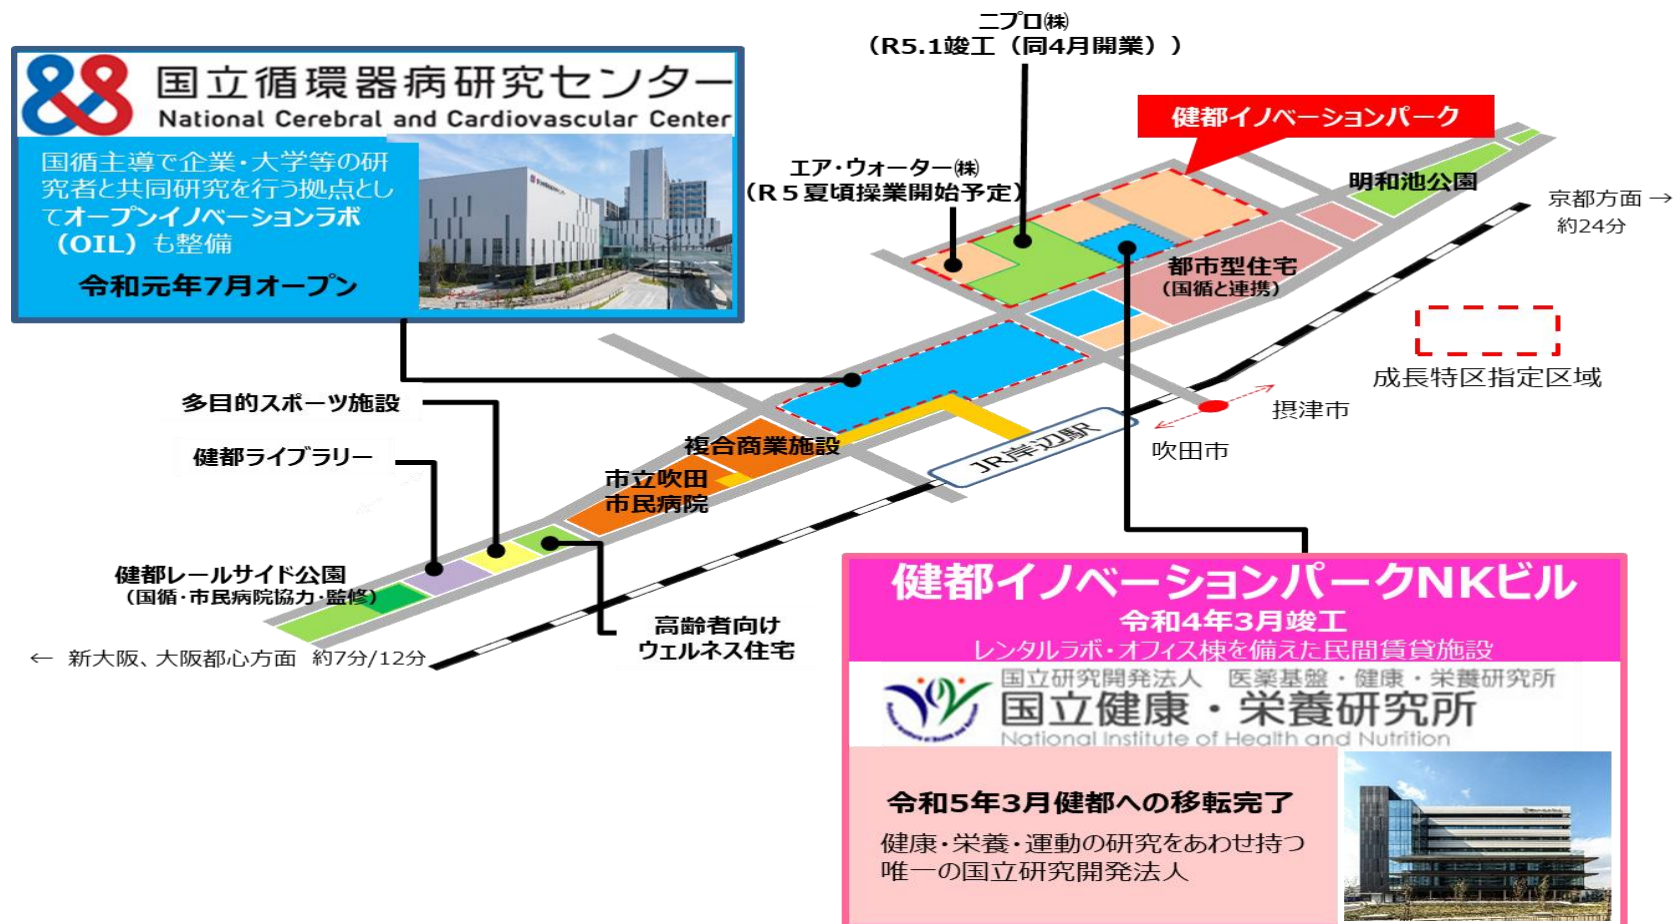 ニプロ㈱
（R5.1竣工（同4月開業））
国立循環器病研究センター
National Cerebral and Cardiovascular Center
国循主導で企業・大学等の研
究者と共同研究を行う拠点とし
てオープンイノベーションラボ
（OIL）も整備
令和元年7月オープン
健都イノベーションパーク
エア・ウォーター㈱
（R５夏頃操業開始予定）
明和池公園
京都方面 →
約24分
都市型住宅
（国循と連携）
成長特区指定区域
摂津市
吹田市
JR岸辺駅
多目的スポーツ施設
健都ライブラリー
複合商業施設
市立吹田
市民病院
健都レールサイド公園
（国循・市民病院協力・監修）
高齢者向け
ウェルネス住宅
← 新大阪、大阪都心方面 約7分/12分
健都イノベーションパークNKビル
令和4年3月竣工
レンタルラボ・オフィス棟を備えた民間賃貸施設
国立研究開発法人 医薬基盤・健康・栄養研究所
国立健康・栄養研究所
National Institute of Health and Nutrition
令和5年3月健都への移転完了
健康・栄養・運動の研究をあわせ持つ
唯一の国立研究開発法人